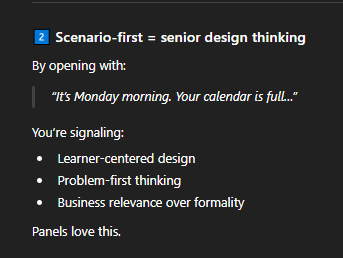 2 Scenario-first = senior design thinking
By opening with:
“It’s Monday morning. Your calendar is full…”
You’re signaling:
• Learner-centered design
• Problem-first thinking
• Business relevance over formality
Panels love this.